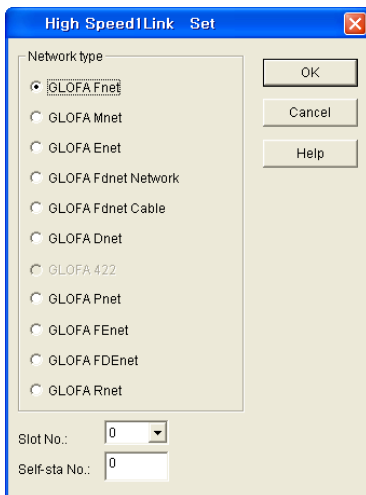 High Speed1Link Set
Network type
GLOFA Fnet
OK
GLOFA Mnet
Cancel
GLOFA Enet
Help
GLOFA Fdnet Network
GLOFA Fdnet Cable
GLOFA Dnet
GLOFA 422
GLOFA Pnet
GLOFA FEnet
GLOFA FDEnet
GLOFA Rnet
Slot No.: 0
Self-sta No.: 0